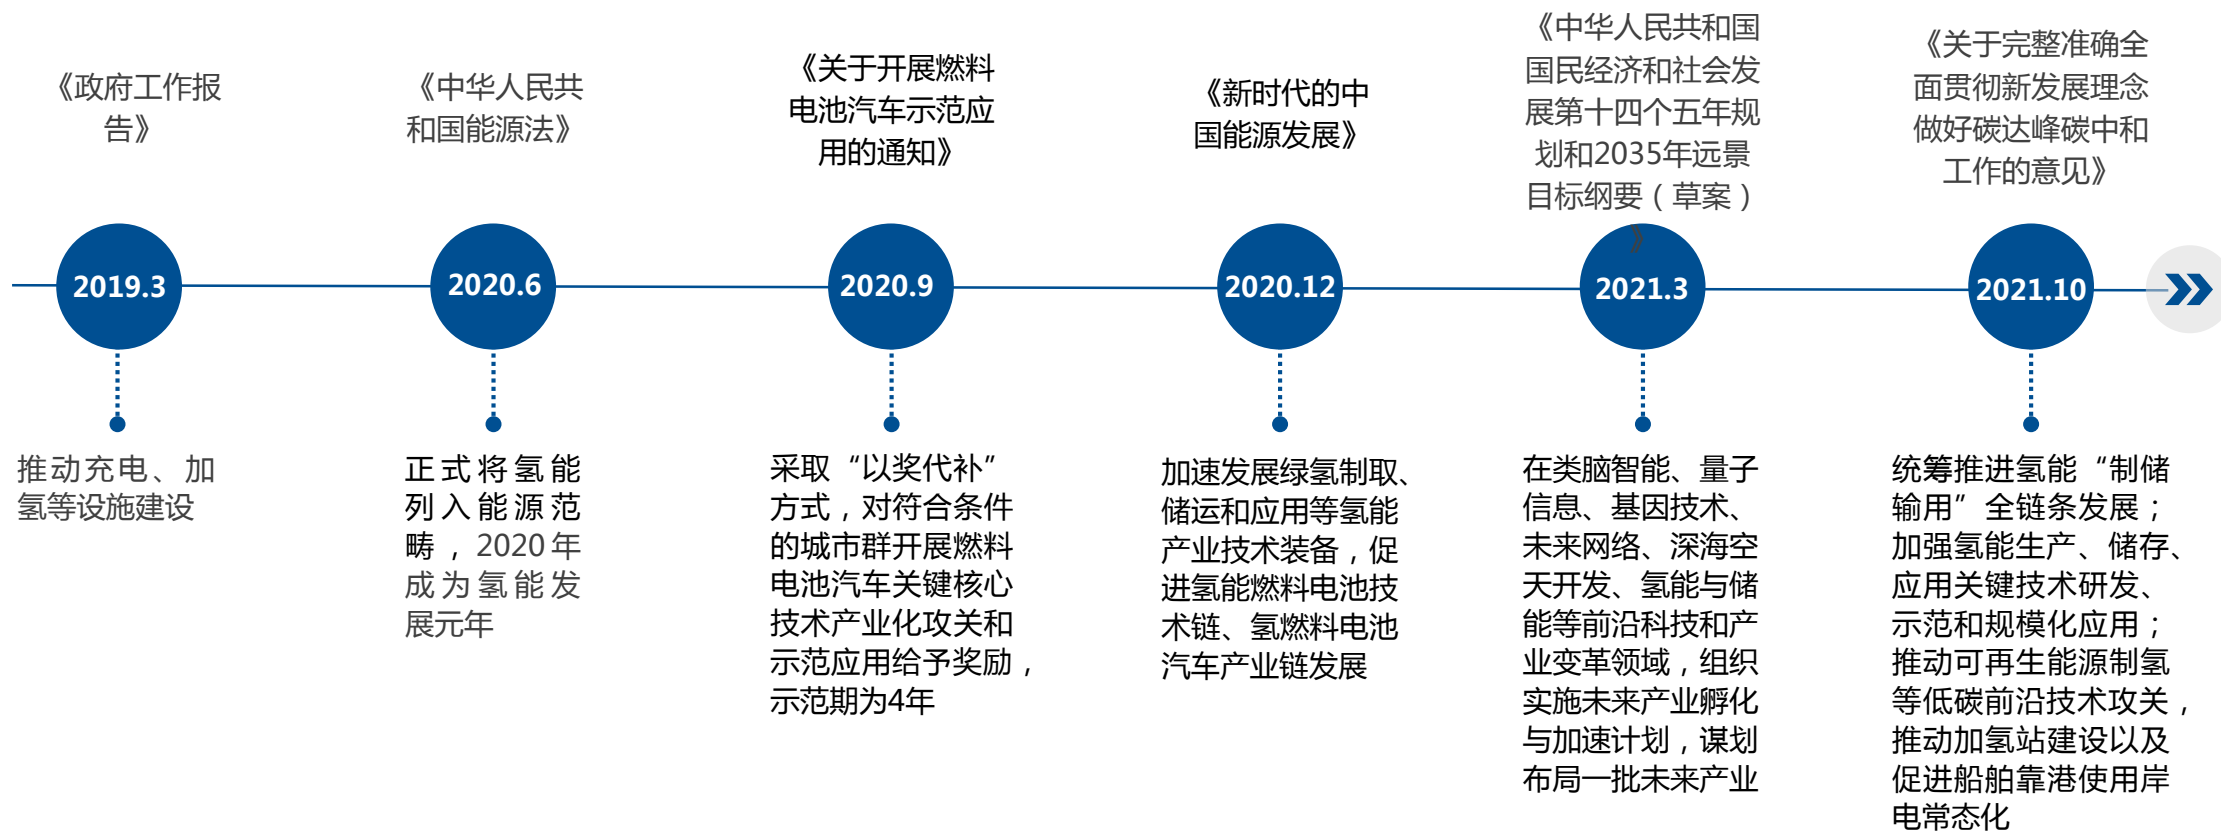 《政府工作报
告》
2019.3
推动充电、加
氢等设施建设
《中华人民共
和国能源法》
2020.6
正式将氢能
列入能源范
畴，2020年
成为氢能发
展元年
《关于开展燃料
电池汽车示范应
用的通知》
2020.9
采取“以奖代补”
方式，对符合条件
的城市群开展燃料
电池汽车关键核心
技术产业化攻关和
示范应用给予奖励，
示范期为4年
《新时代的中
国能源发展》
2020.12
加速发展绿氢制取、
储运和应用等氢能
产业技术装备，促
进氢能燃料电池技
术链、氢燃料电池
汽车产业链发展
《中华人民共和国
国民经济和社会发
展第十四个五年规
划和2035年远景
目标纲要（草案）
》
2021.3
在类脑智能、量子
信息、基因技术、
未来网络、深海空
天开发、氢能与储
能等前沿科技和产
业变革领域，组织
实施未来产业孵化
与加速计划，谋划
布局一批未来产业
《关于完整准确全
面贯彻新发展理念
做好碳达峰碳中和
工作的意见》
2021.10
统筹推进氢能“制储
输用”全链条发展；
加强氢能生产、储存、
应用关键技术研发、
示范和规模化应用；
推动可再生能源制氢
等低碳前沿技术攻关，
推动加氢站建设以及
促进船舶靠港使用岸
电常态化